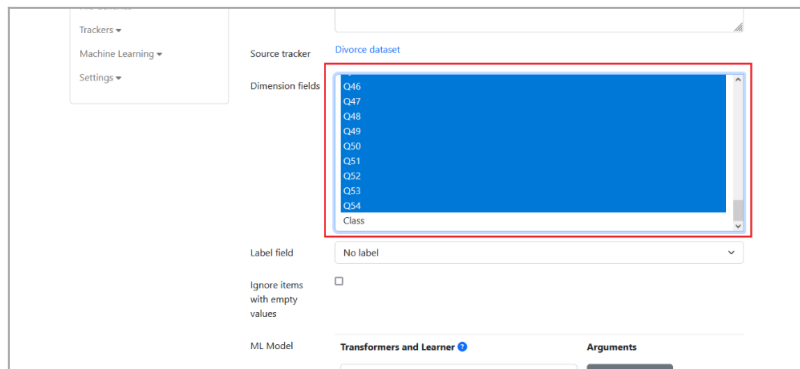 Trackers
Machine Learning
Settings
Source tracker Divorce dataset
Dimension fields
Q46
Q47
Q48
Q49
Q50
Q51
Q52
Q53
Q54
Class
Label field No label
Ignore items
with empty
values
ML Model Transformers and Learner ? Arguments